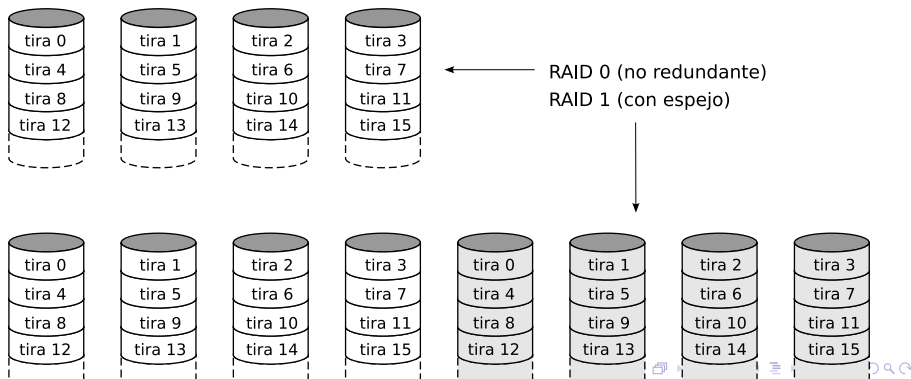 tira 0 tira 1 tira 2 tira 3
tira 4 tira 5 tira 6 tira 7
tira 8 tira 9 tira 10 tira 11
tira 12 tira 13 tira 14 tira 15
RAID 0 (no redundante)
RAID 1 (con espejo)
tira 0 tira 1 tira 2 tira 3 tira 0 tira 1 tira 2 tira 3
tira 4 tira 5 tira 6 tira 7 tira 4 tira 5 tira 6 tira 7
tira 8 tira 9 tira 10 tira 11 tira 8 tira 9 tira 10 tira 11
tira 12 tira 13 tira 14 tira 15 tira 12 tira 13 tira 14 tira 15